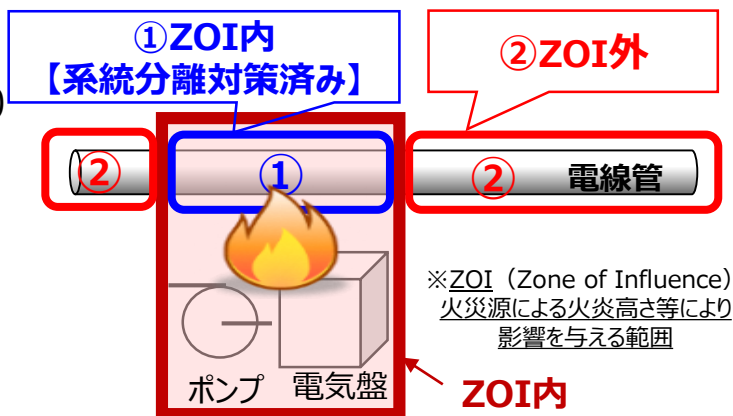 ①ZOI内
【系統分離対策済み】
②ZOI外
)
②
①
②
電線管
※ZOI（Zone of Influence）
火災源による火炎高さ等により
影響を与える範囲
ポンプ
電気盤
ZOI内